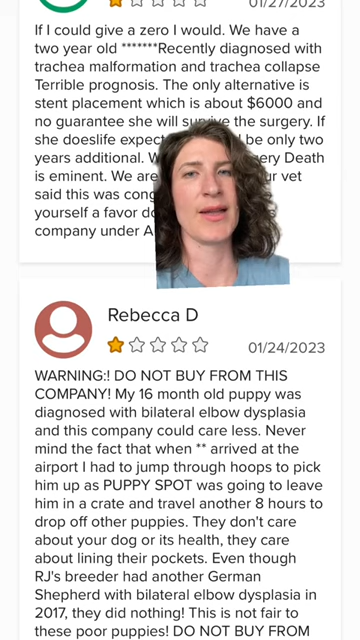 01/27/2023
If I could give a zero I would. We have a
two year old *******Recently diagnosed with
trachea malformation and trachea collapse
Terrible prognosis. The only alternative is
stent placement which is about $6000 and
no guarantee she will survive the surgery. If
she doeslife expect be only two
years additional. W ery Death
is eminent. We are ur vet
said this was cong
yourself a favor do s
company under A
Rebecca D
01/24/2023
WARNING:! DO NOT BUY FROM THIS
COMPANY! My 16 month old puppy was
diagnosed with bilateral elbow dysplasia
and this company could care less. Never
mind the fact that when ** arrived at the
airport I had to jump through hoops to pick
him up as PUPPY SPOT was going to leave
him in a crate and travel another 8 hours to
drop off other puppies. They don't care
about your dog or its health, they care
about lining their pockets. Even though
RJ's breeder had another German
Shepherd with bilateral elbow dysplasia in
2017, they did nothing! This is not fair to
these poor puppies! DO NOT BUY FROM